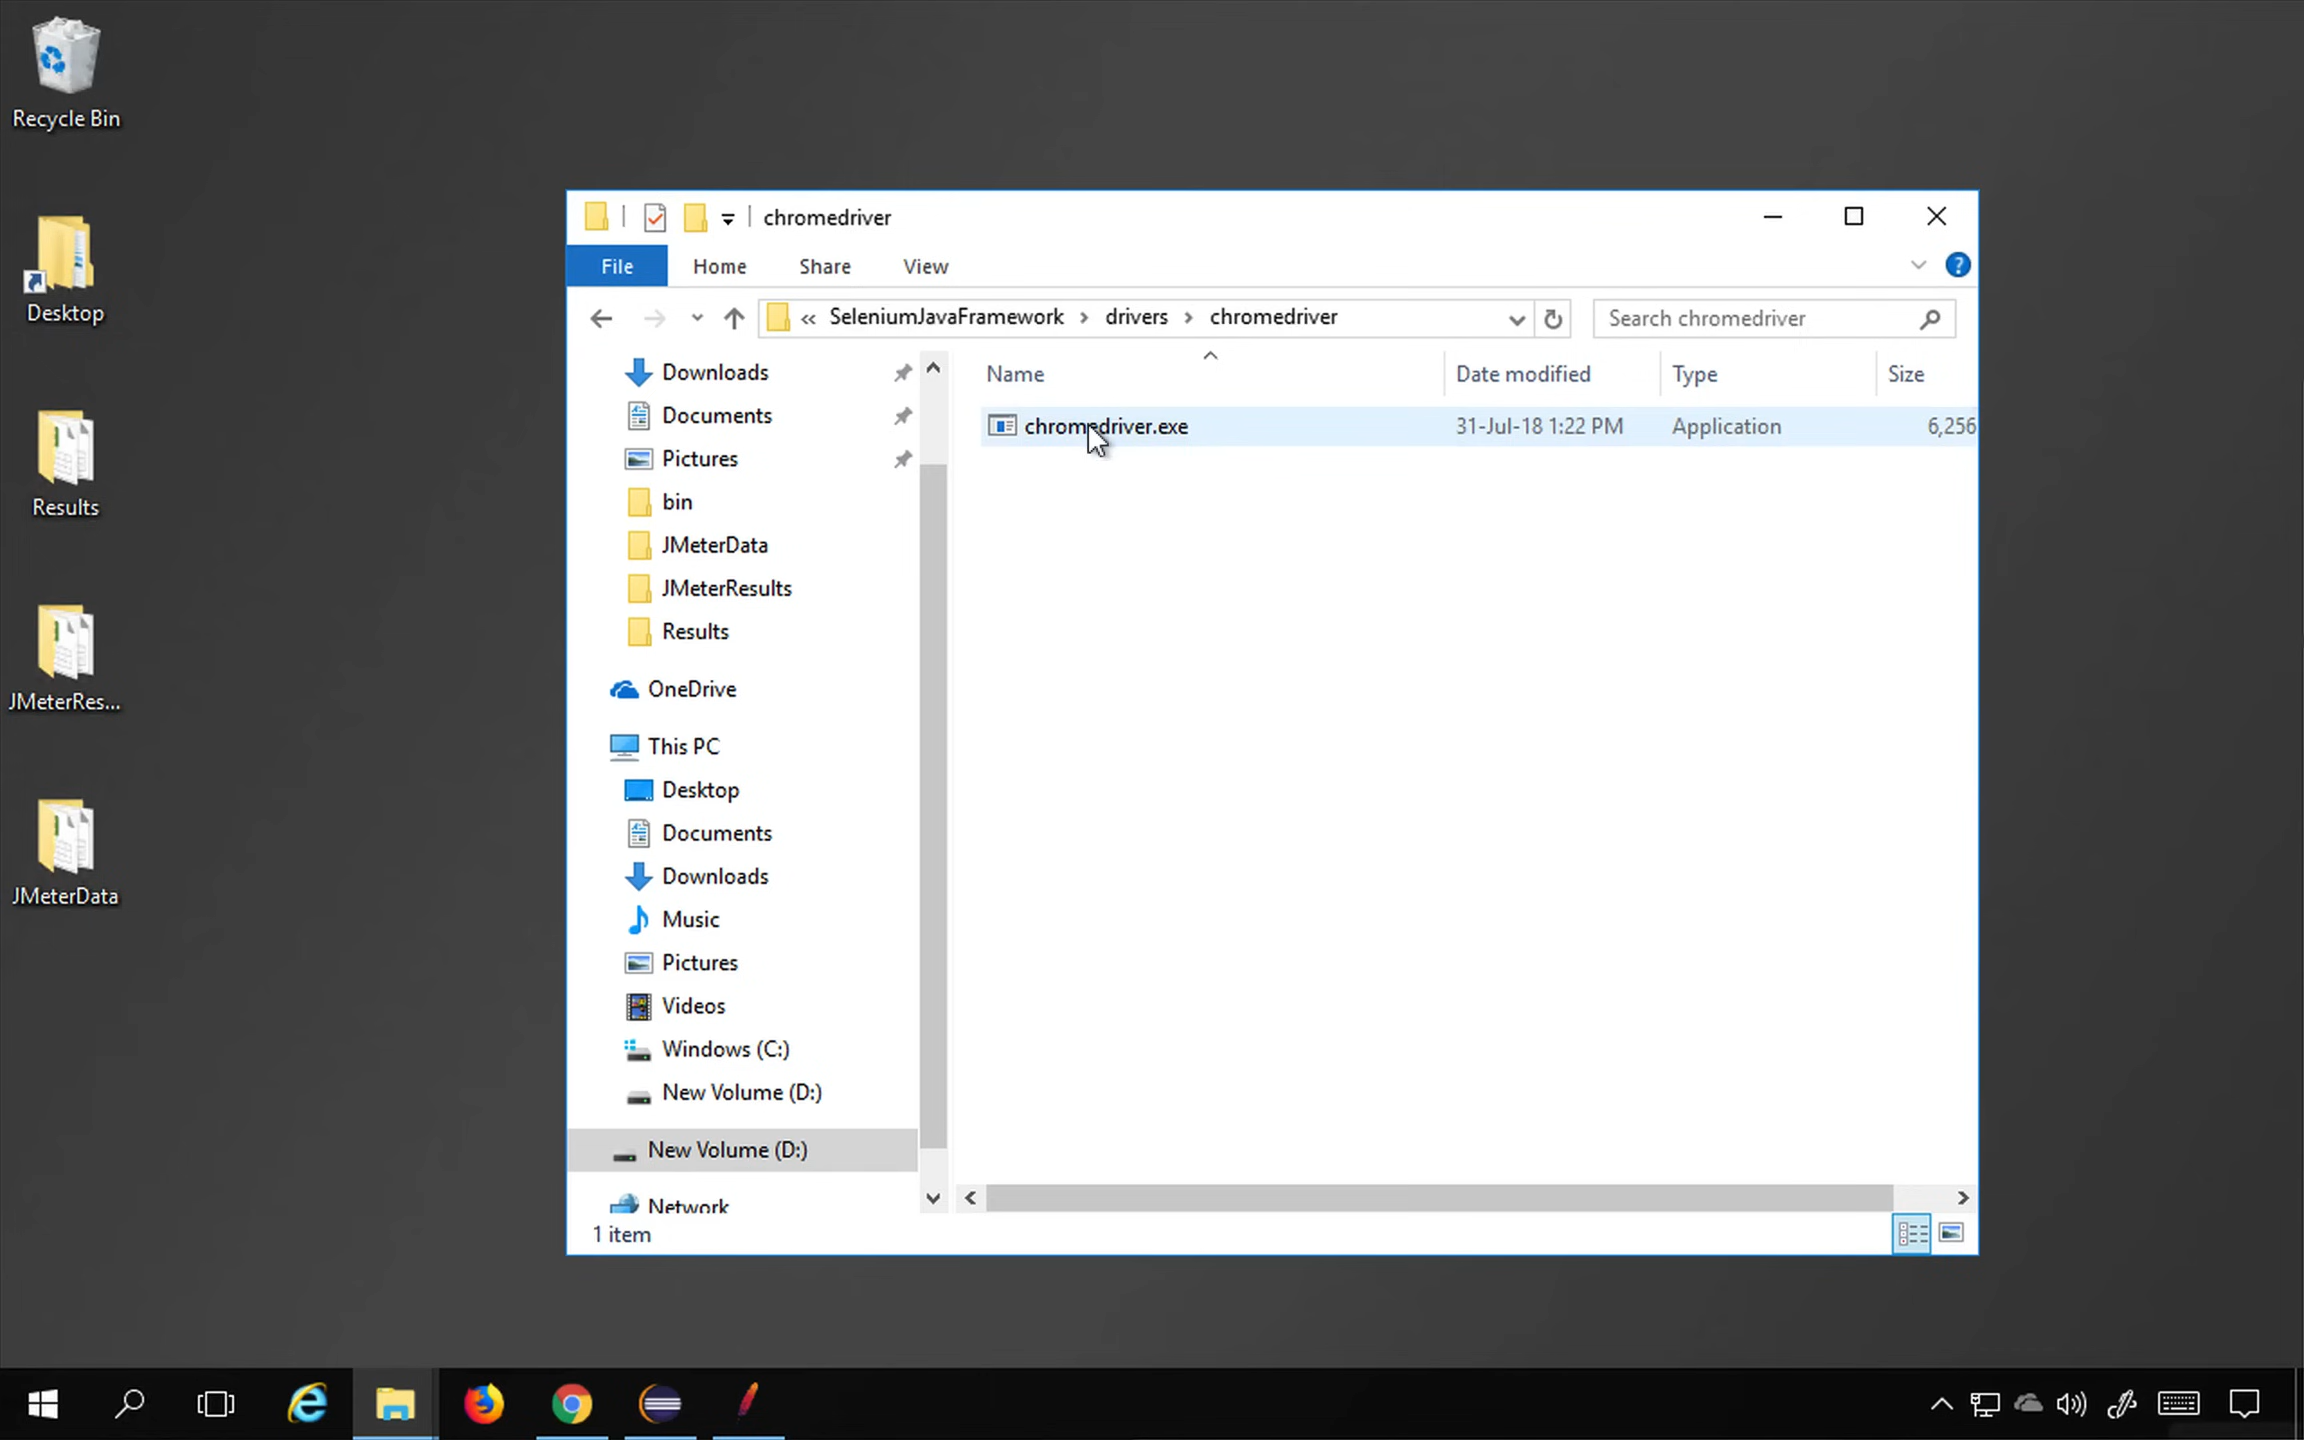 Recycle Bin
Desktop
Results
JMeterRes...
JMeterData
chromedriver
File Home Share View
« SeleniumJavaFramework > drivers > chromedriver
Search chromedriver
Name Date modified Type Size
chromedriver.exe 31-Jul-18 1:22 PM Application 6,256
Downloads
Documents
Pictures
bin
JMeterData
JMeterResults
Results
OneDrive
This PC
Desktop
Documents
Downloads
Music
Pictures
Videos
Windows (C:)
New Volume (D:)
New Volume (D:)
Network
1 item